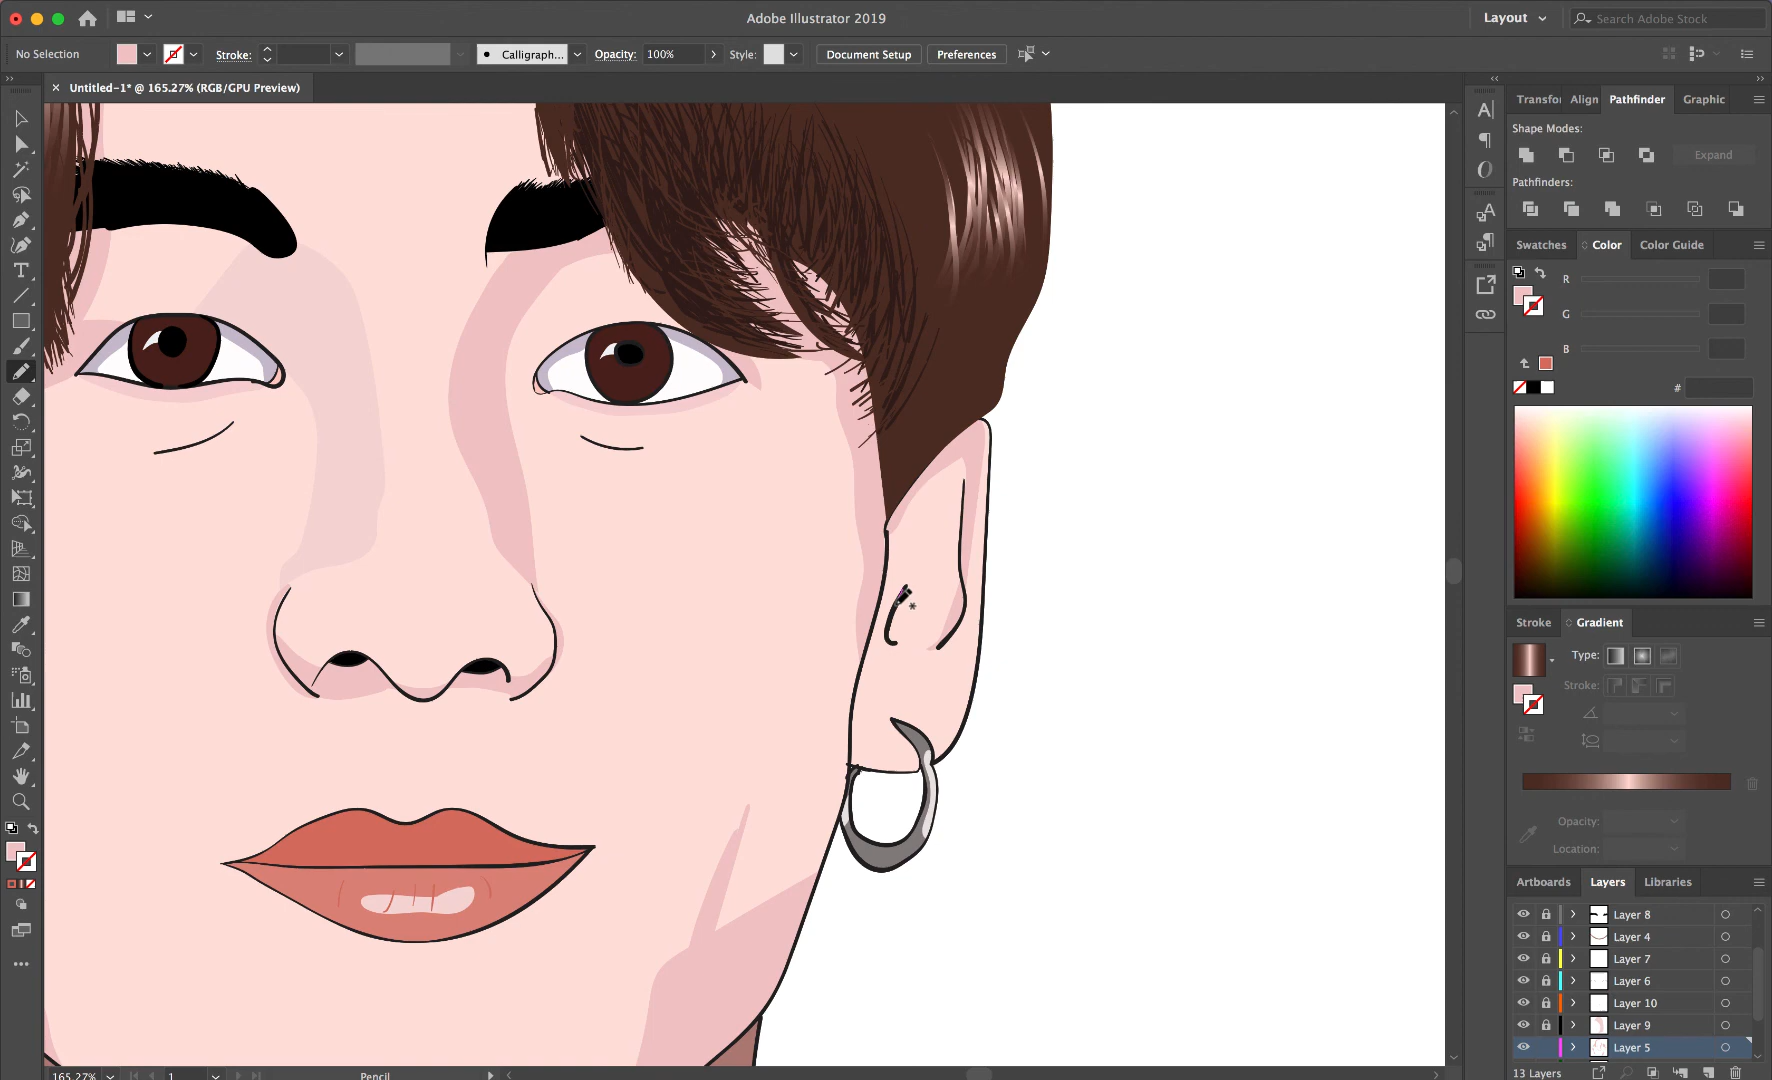 Adobe Illustrator 2019
Layout
Search Adobe Stock
No Selection
Stroke:
Calligraph...
Opacity:
100%
Style:
Document Setup
Preferences
Untitled-1* @ 165.27% (RGB/GPU Preview)
Transfor
Align
Pathfinder
Graphic
Shape Modes:
Expand
Pathfinders:
Swatches
Color
Color Guide
R
G
B
#
Stroke
Gradient
Type:
Stroke:
Opacity:
Location:
Artboards
Layers
Libraries
Layer 8
Layer 4
Layer 7
Layer 6
Layer 10
Layer 9
Layer 5
13 Layers
165.27%
1
Pencil